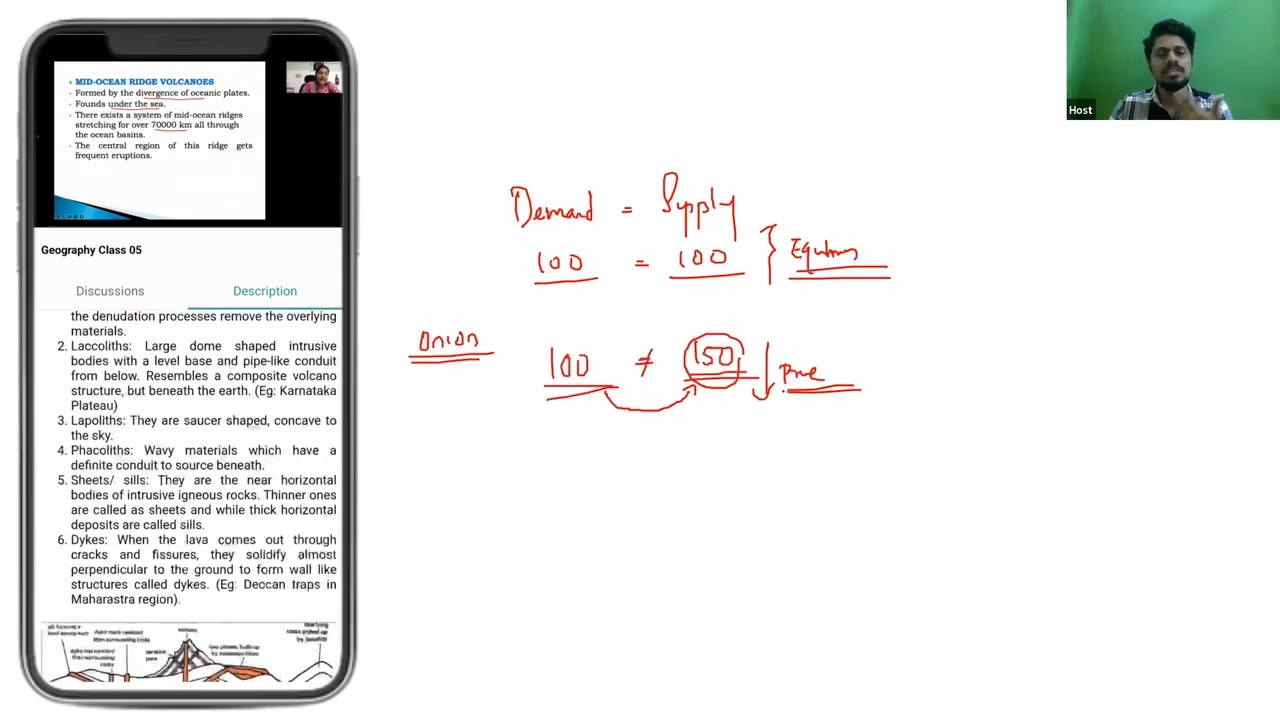 MID-OCEAN RIDGE VOLCANOES
Formed by the divergence of oceanic plates.
Founds under the sea.
There exists a system of mid-ocean ridges
stretching for over 70000 km all through
the ocean basins.
The central region of this ridge gets
frequent eruptions.
Geography Class 05
Discussions Description
the denudation processes remove the overlying
materials.
2. Laccoliths: Large dome shaped intrusive
bodies with a level base and pipe-like conduit
from below. Resembles a composite volcano
structure, but beneath the earth. (Eg: Karnataka
Plateau)
3. Lapoliths: They are saucer shaped, concave to
the sky.
4. Phacoliths: Wavy materials which have a
definite conduit to source beneath.
5. Sheets/ sills: They are the near horizontal
bodies of intrusive igneous rocks. Thinner ones
are called as sheets and while thick horizontal
deposits are called sills.
6. Dykes: When the lava comes out through
cracks and fissures, they solidify almost
perpendicular to the ground to form wall like
structures called dykes. (Eg: Deccan traps in
Maharastra region).
Demand = Supply
100 = 100
Onion
100 ≠ 150 ↓
Host